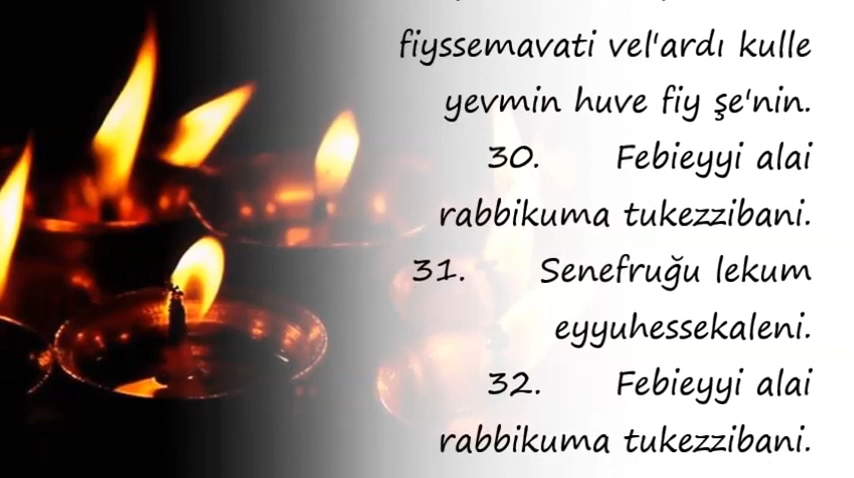 fiyssemavati vel'ardı kulle
yevmin huve fiy şe'nin.
30. Febieyyi alai
rabbikuma tukezzibani.
31. Senefruğu lekum
eyyuhessekaleni.
32. Febieyyi alai
rabbikuma tukezzibani.